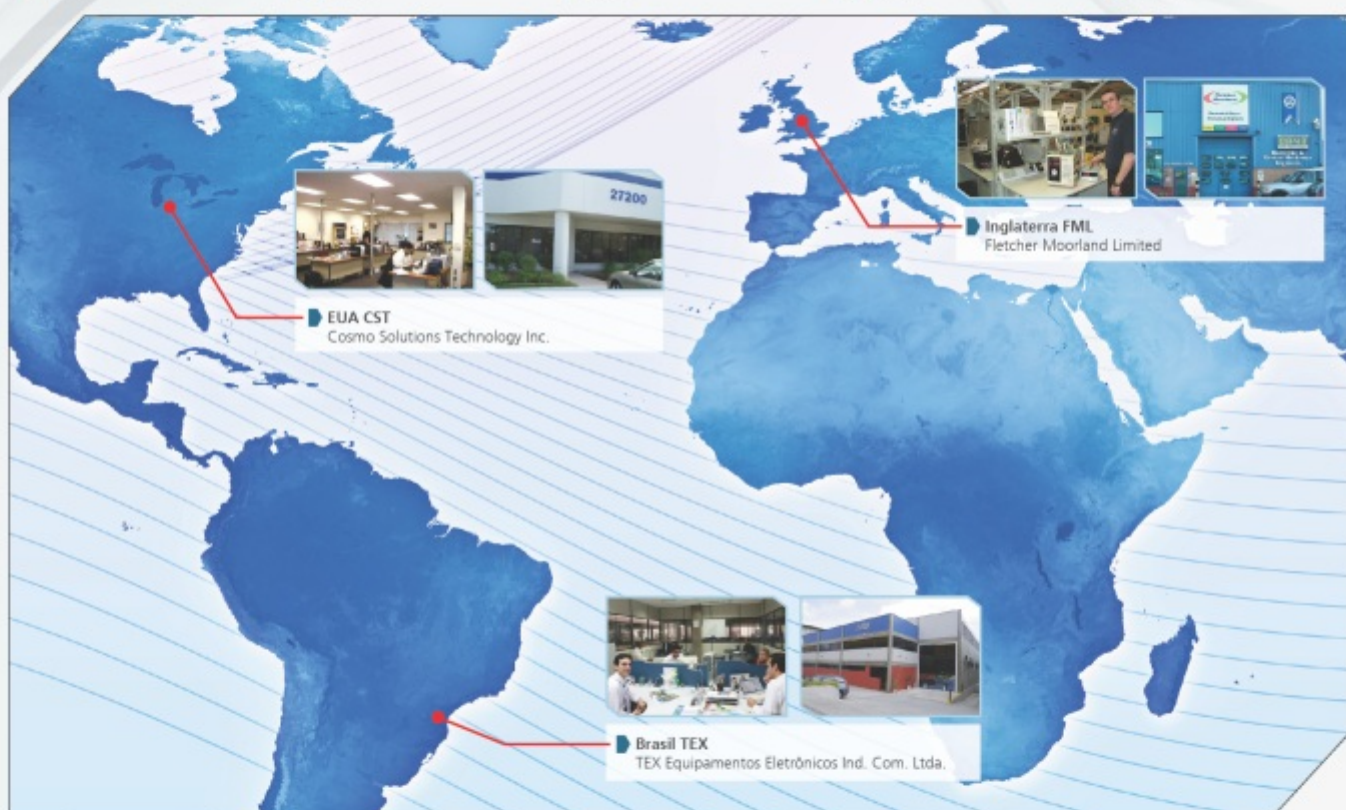 27200
EUA CST
Cosmo Solutions Technology Inc.
Inglaterra FML
Fletcher Moorland Limited
Brasil TEX
TEX Equipamentos Eletrônicos Ind. Com. Ltda.